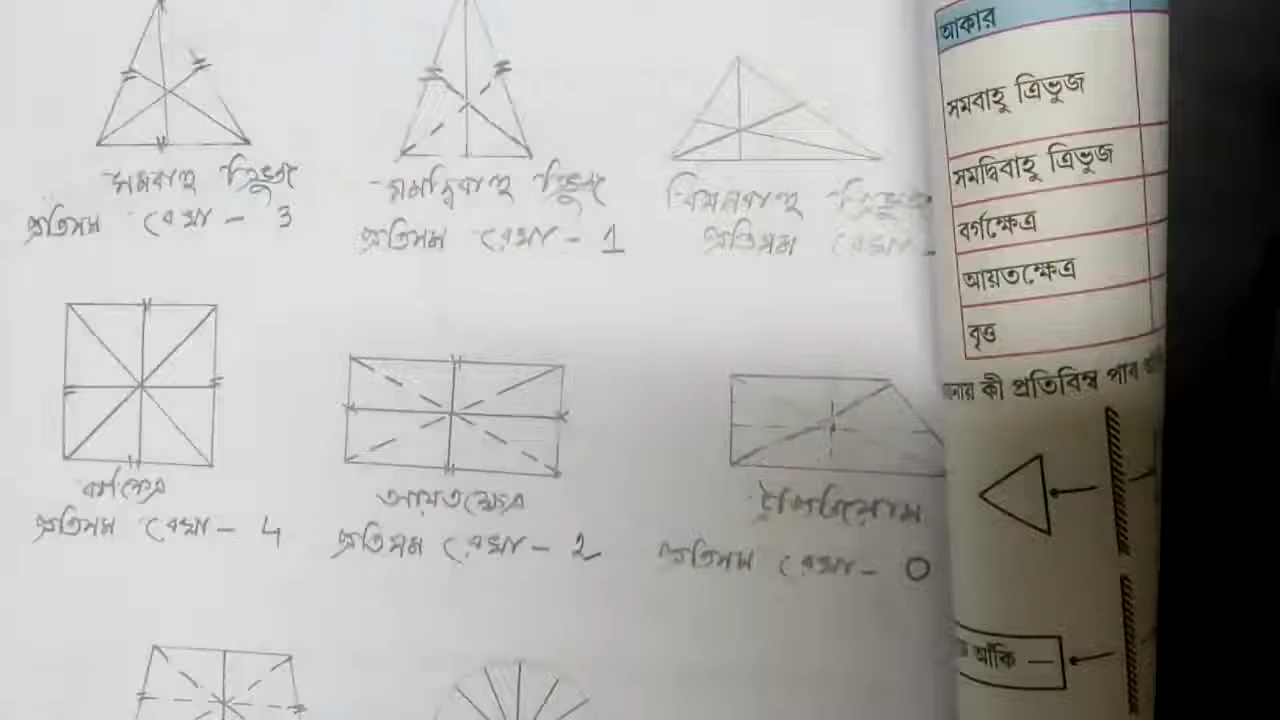 সমবাহু ত্রিভুজ
প্রতিসম রেখা - 3
সমদ্বিবাহু ত্রিভুজ
প্রতিসম রেখা - 1
বিষমবাহু ত্রিভুজ
প্রতিসম রেখা -
বর্গক্ষেত্র
প্রতিসম রেখা - 4
আয়তক্ষেত্র
প্রতিসম রেখা - 2
ট্রাপিজিয়াম
প্রতিসম রেখা - 0
আকার
সমবাহু ত্রিভুজ
সমদ্বিবাহু ত্রিভুজ
বর্গক্ষেত্র
আয়তক্ষেত্র
বৃত্ত
কী প্রতিবিম্ব পাব
আঁকি —